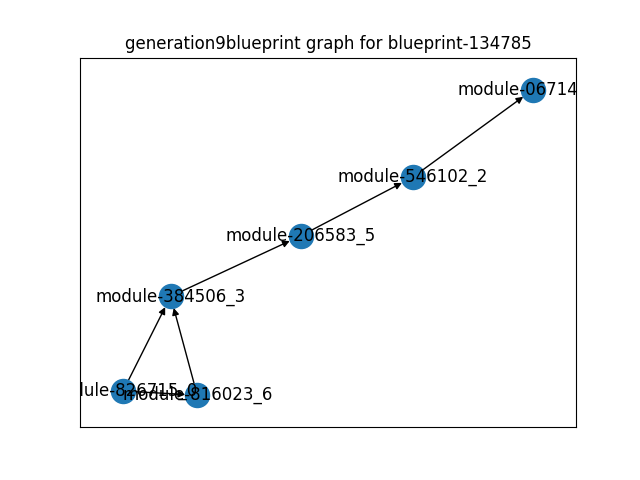 generation9blueprint graph for blueprint-134785
module-06714
module-546102_2
module-206583_5
module-384506_3
module-816023_6